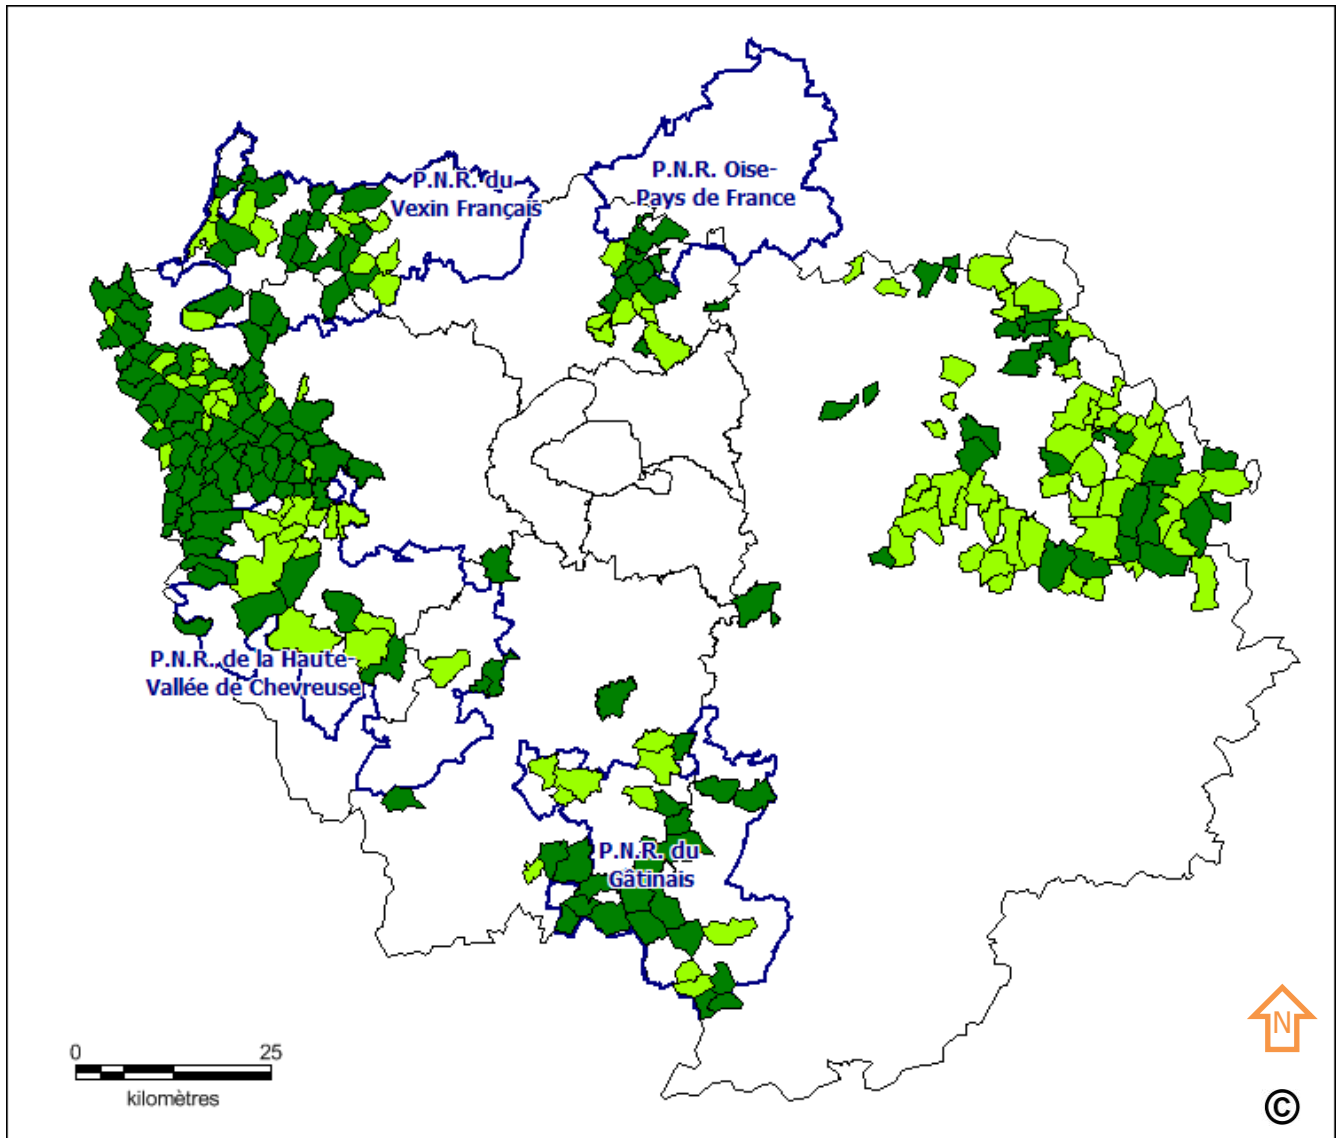 P.N.R. Oise-
Pays de France
P.N.R. du
Vexin Français
P.N.R. de la Haute-
Vallée de Chevreuse
P.N.R. du
Gâtinais
N
0 25
kilomètres
©